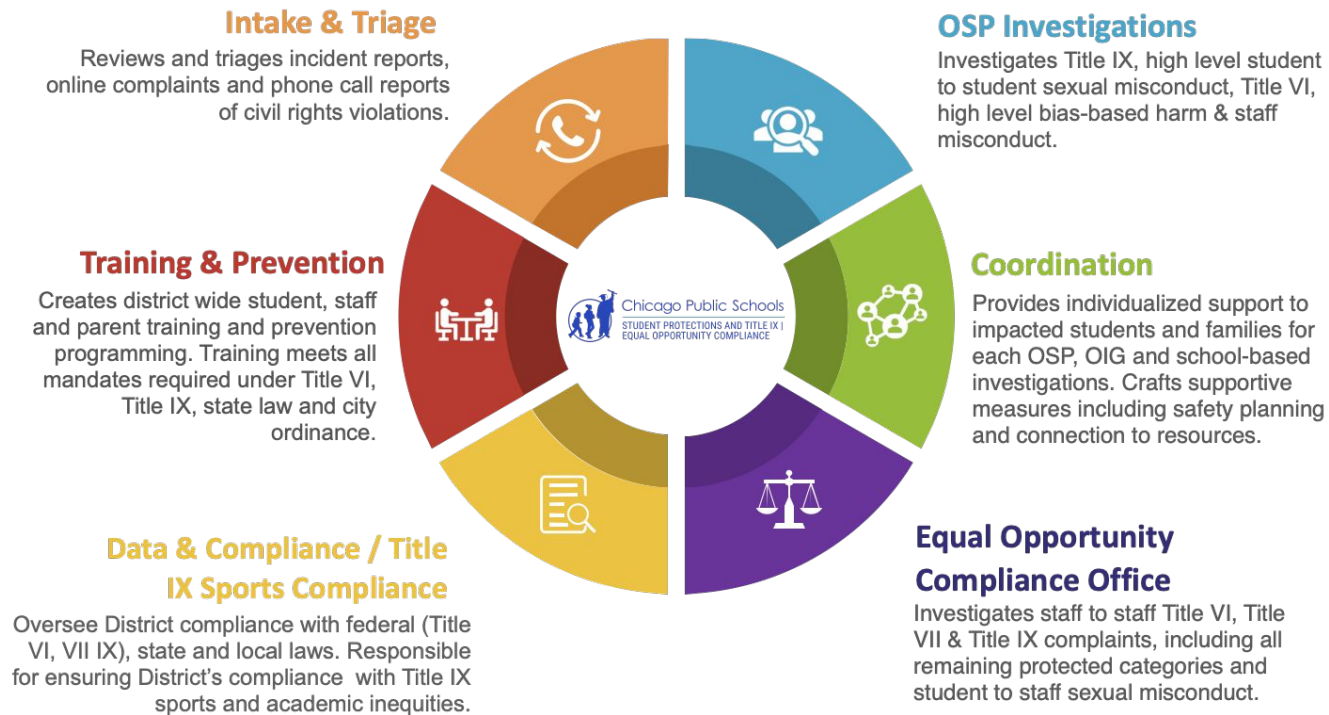 Intake & Triage
Reviews and triages incident reports,
online complaints and phone call reports
of civil rights violations.
OSP Investigations
Investigates Title IX, high level student
to student sexual misconduct, Title VI,
high level bias-based harm & staff
misconduct.
Training & Prevention
Creates district wide student, staff
and parent training and prevention
programming. Training meets all
mandates required under Title VI,
Title IX, state law and city
ordinance.
Chicago Public Schools
STUDENT PROTECTIONS AND TITLE IX |
EQUAL OPPORTUNITY COMPLIANCE
Coordination
Provides individualized support to
impacted students and families for
each OSP, OIG and school-based
investigations. Crafts supportive
measures including safety planning
and connection to resources.
Data & Compliance / Title
IX Sports Compliance
Oversee District compliance with federal (Title
VI, VII IX), state and local laws. Responsible
for ensuring District's compliance with Title IX
sports and academic inequities.
Equal Opportunity
Compliance Office
Investigates staff to staff Title VI, Title
VII & Title IX complaints, including all
remaining protected categories and
student to staff sexual misconduct.